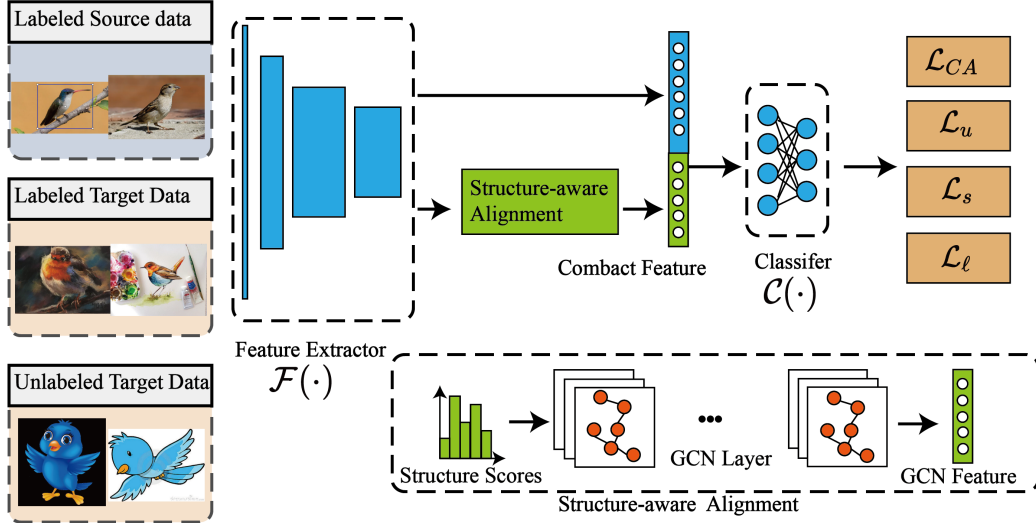 Labeled Source data
Labeled Target Data
Unlabeled Target Data
Feature Extractor
𝓕(·)
Structure-aware
Alignment
Combact Feature
Classifer
𝓒(·)
𝓛_CA
𝓛_u
𝓛_s
𝓛_ℓ
Structure Scores
GCN Layer
GCN Feature
Structure-aware Alignment